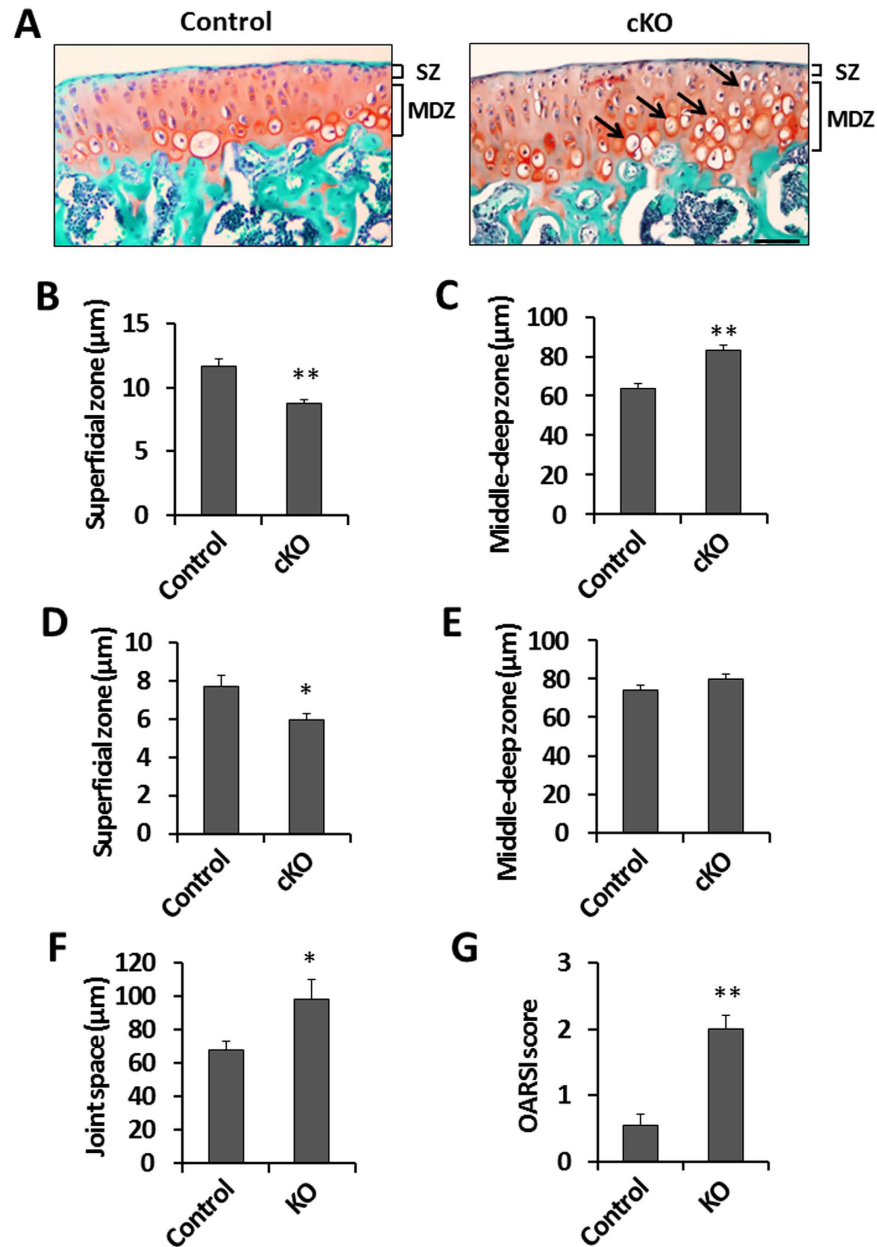 A
Control
cKO
SZ
MDZ
SZ
MDZ
B
Superficial zone (µm)
15
10
5
0
**
Control
cKO
C
Middle-deep zone (µm)
100
80
60
40
20
0
**
Control
cKO
D
Superficial zone (µm)
10
8
6
4
2
0
*
Control
cKO
E
Middle-deep zone (µm)
100
80
60
40
20
0
Control
cKO
F
Joint space (µm)
120
100
80
60
40
20
0
*
Control
KO
G
OARSI score
3
2
1
0
**
Control
KO